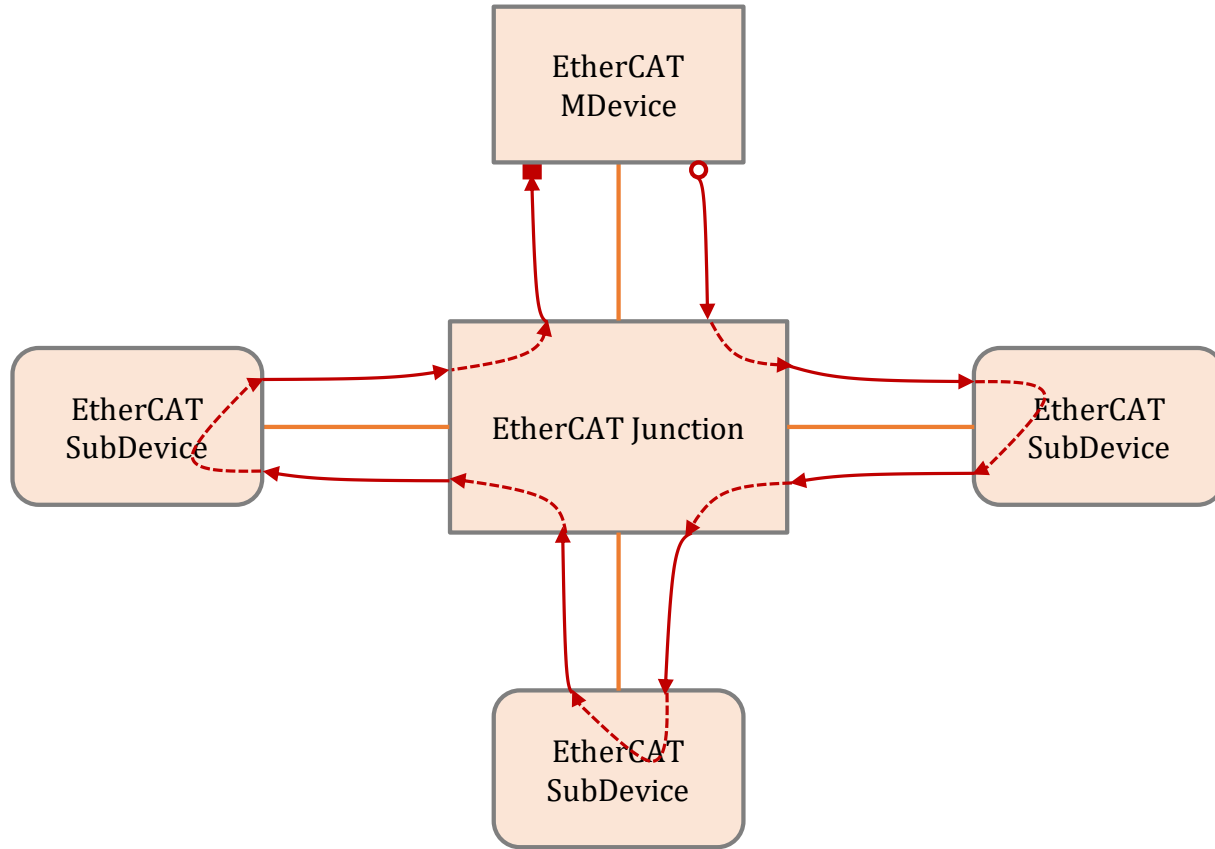 EtherCAT
MDevice
EtherCAT
SubDevice
EtherCAT Junction
EtherCAT
SubDevice
EtherCAT
SubDevice